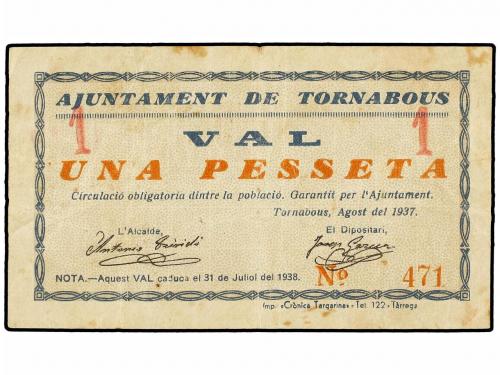 AJUNTAMENT DE TORNABOUS
1 VAL 1
UNA PESSETA
Circulació obligatoria dintre la població. Garantit per l'Ajuntament.
Tornabous, Agost del 1937.
L'Alcalde, El Dipositari,
Antonio
NOTA.—Aquest VAL caduca el 31 de Juliol del 1938. Nº 471
Imp. «Crònica Targarina» - Tel. 122 - Tàrrega